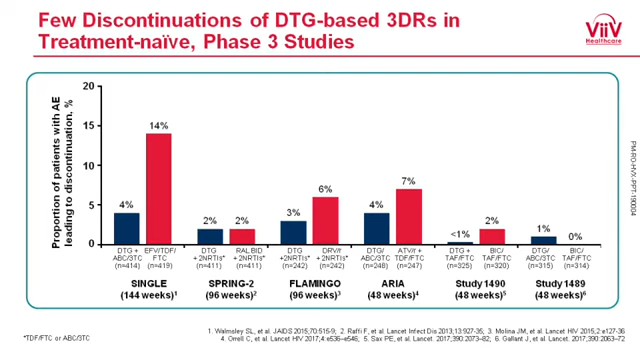 Few Discontinuations of DTG-based 3DRs in
Treatment-naïve, Phase 3 Studies
ViiV
Healthcare
Proportion of patients with AE
leading to discontinuation, %
20
15
10
5
0
4%
14%
2%
2%
3%
6%
4%
7%
<1%
2%
1%
0%
DTG +
ABC/3TC
(n=414)
EFV/TDF/
FTC
(n=419)
DTG
+ 2NRTIs*
(n=411)
RAL BID
+ 2NRTIs*
(n=411)
DTG
+2NRTIs*
(n=242)
DRV/r
+ 2NRTIs*
(n=242)
DTG/
ABC/3TC
(n=248)
ATV/r +
TDF/FTC
(n=247)
DTG +
TAF/FTC
(n=325)
BIC/
TAF/FTC
(n=320)
DTG/
ABC/3TC
(n=315)
BIC/
TAF/FTC
(n=314)
SINGLE
(144 weeks)1
SPRING-2
(96 weeks)2
FLAMINGO
(96 weeks)3
ARIA
(48 weeks)4
Study 1490
(48 weeks)5
Study 1489
(48 weeks)6
*TDF/FTC or ABC/3TC
1. Walmsley SL, et al. JAIDS 2015;70:515-9; 2. Raffi F, et al. Lancet Infect Dis 2013;13:927-35; 3. Molina JM, et al. Lancet HIV 2015;2:e127-36
4. Orrell C, et al. Lancet HIV 2017;4:e536–e546; 5. Sax PE, et al. Lancet. 2017;390:2073–82; 6. Gallant J, et al. Lancet. 2017;390:2063–72